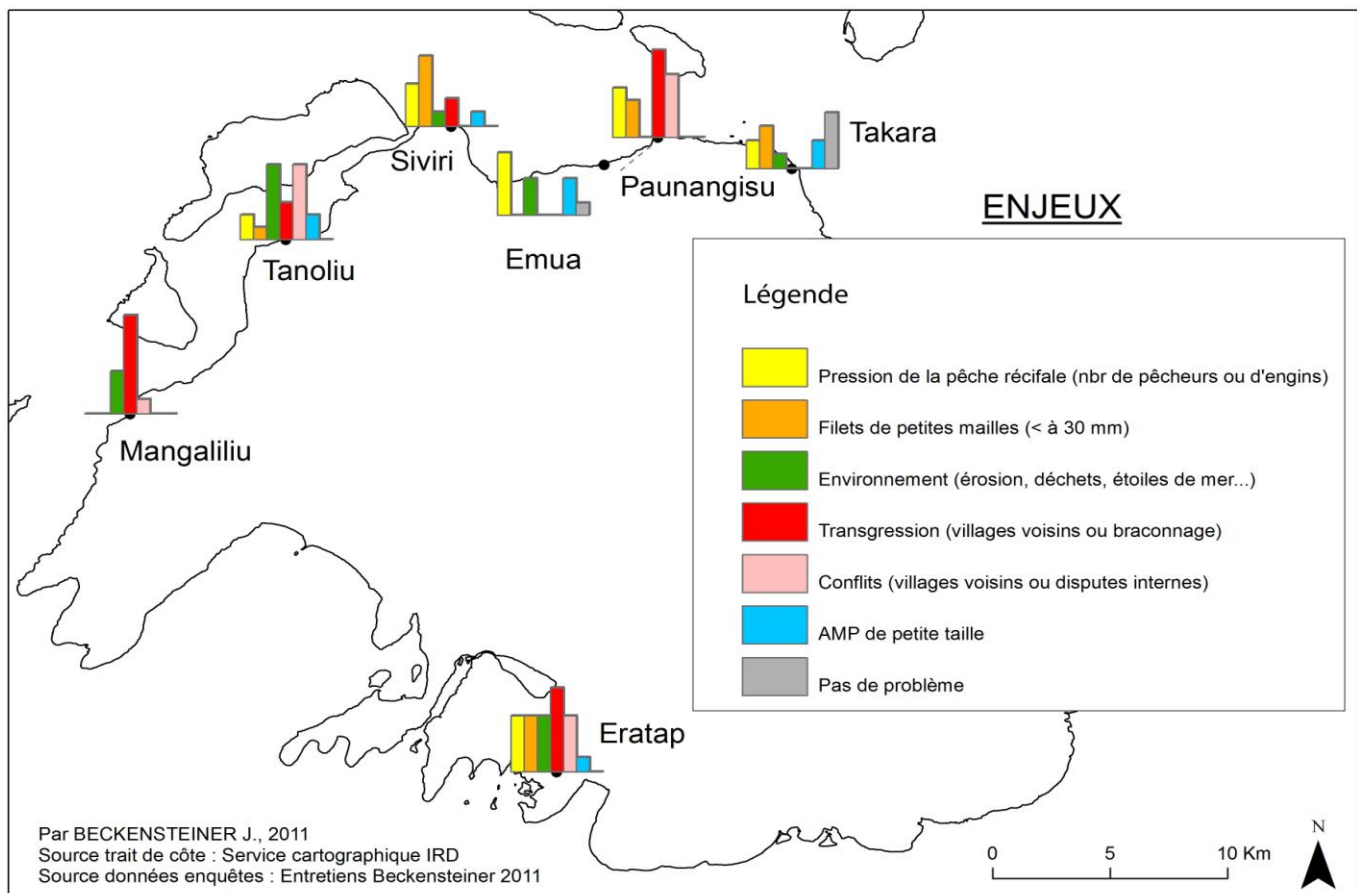 Siviri
Takara
Paunangisu
ENJEUX
Tanoliu
Emua
Légende
Pression de la pêche récifale (nbr de pêcheurs ou d'engins)
Filets de petites mailles (< à 30 mm)
Environnement (érosion, déchets, étoiles de mer...)
Transgression (villages voisins ou braconnage)
Conflits (villages voisins ou disputes internes)
AMP de petite taille
Pas de problème
Mangaliliu
Eratap
Par BECKENSTEINER J., 2011
Source trait de côte : Service cartographique IRD
Source données enquêtes : Entretiens Beckensteiner 2011
0 5 10 Km
N